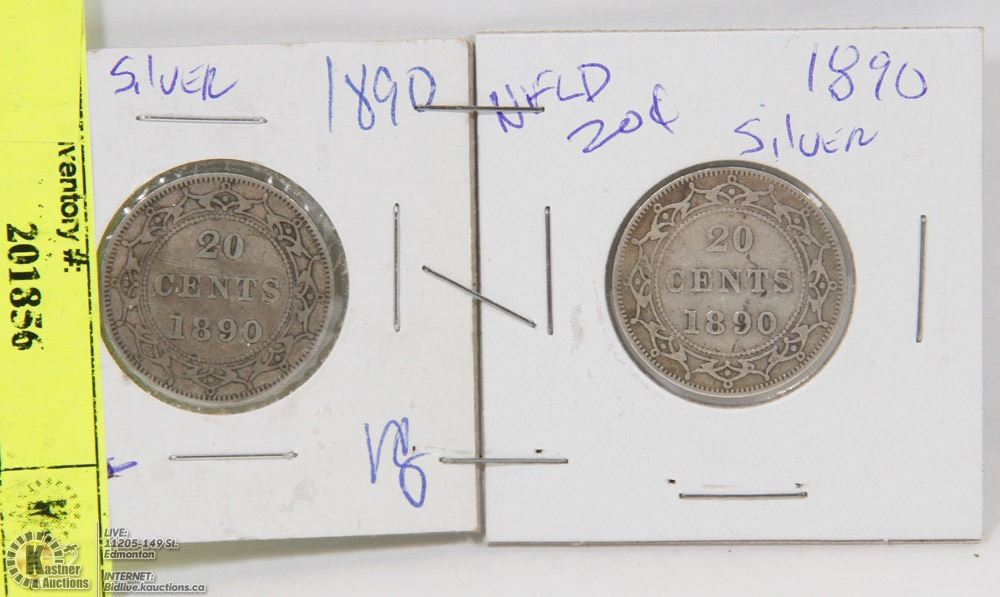 Inventory #:
201856
K
SilVER
1890
NFLD
20¢
1890
SilVER
20
CENTS
1890
20
CENTS
1890
VG
Kastner
Auctions
LIVE:
11205-149 St.
Edmonton
INTERNET:
Bidlive.kauctions.ca